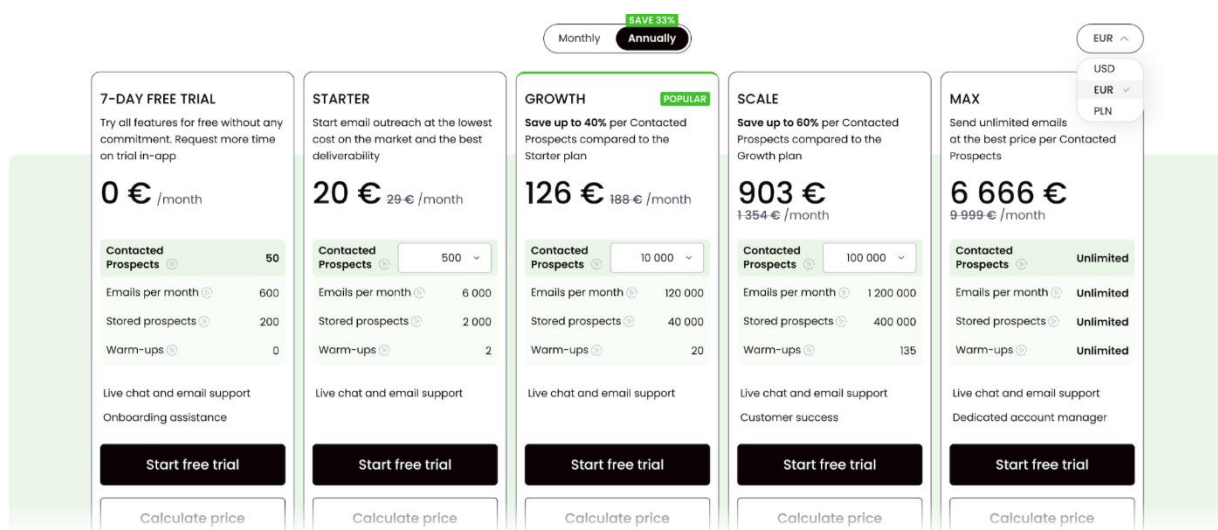 SAVE 33%
Monthly
Annually
EUR
USD
EUR
PLN
7-DAY FREE TRIAL
Try all features for free without any
commitment. Request more time
on trial in-app
0 € /month
Contacted
Prospects
50
Emails per month 600
Stored prospects 200
Warm-ups 0
Live chat and email support
Onboarding assistance
Start free trial
Calculate price
STARTER
Start email outreach at the lowest
cost on the market and the best
deliverability
20 € 29 € /month
Contacted
Prospects
500
Emails per month 6 000
Stored prospects 2 000
Warm-ups 2
Live chat and email support
Start free trial
Calculate price
GROWTH
POPULAR
Save up to 40% per Contacted
Prospects compared to the
Starter plan
126 € 188 € /month
Contacted
Prospects
10 000
Emails per month 120 000
Stored prospects 40 000
Warm-ups 20
Live chat and email support
Start free trial
Calculate price
SCALE
Save up to 60% per Contacted
Prospects compared to the
Growth plan
903 €
1 354 € /month
Contacted
Prospects
100 000
Emails per month 1 200 000
Stored prospects 400 000
Warm-ups 135
Live chat and email support
Customer success
Start free trial
Calculate price
MAX
Send unlimited emails
at the best price per Contacted
Prospects
6 666 €
9 999 € /month
Contacted
Prospects
Unlimited
Emails per month Unlimited
Stored prospects Unlimited
Warm-ups Unlimited
Live chat and email support
Dedicated account manager
Start free trial
Calculate price